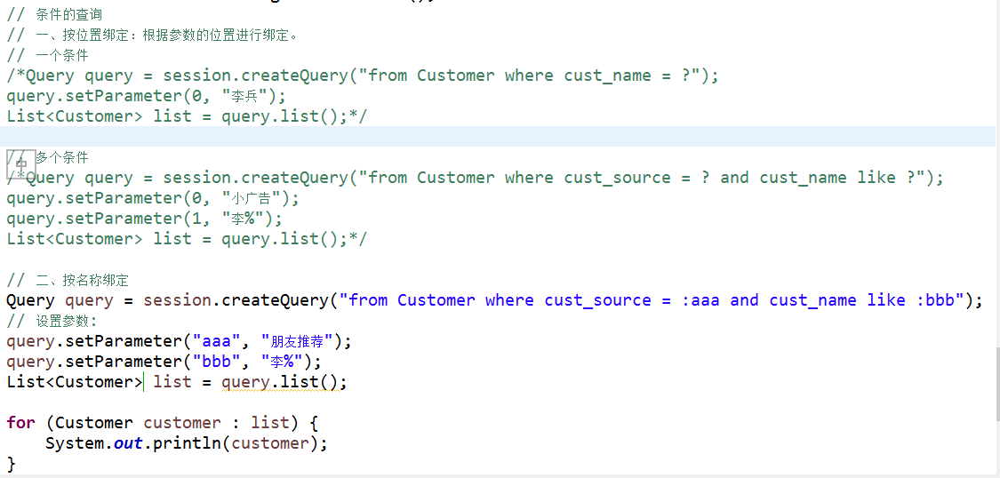 // 条件的查询
// 一、按位置绑定：根据参数的位置进行绑定。
// 一个条件
/*Query query = session.createQuery("from Customer where cust_name = ?");
query.setParameter(0, "李兵");
List<Customer> list = query.list();*/
// 多个条件
中
/*Query query = session.createQuery("from Customer where cust_source = ? and cust_name like ?");
query.setParameter(0, "小广告");
query.setParameter(1, "李%");
List<Customer> list = query.list();*/
// 二、按名称绑定
Query query = session.createQuery("from Customer where cust_source = :aaa and cust_name like :bbb");
// 设置参数:
query.setParameter("aaa", "朋友推荐");
query.setParameter("bbb", "李%");
List<Customer> list = query.list();
for (Customer customer : list) {
    System.out.println(customer);
}